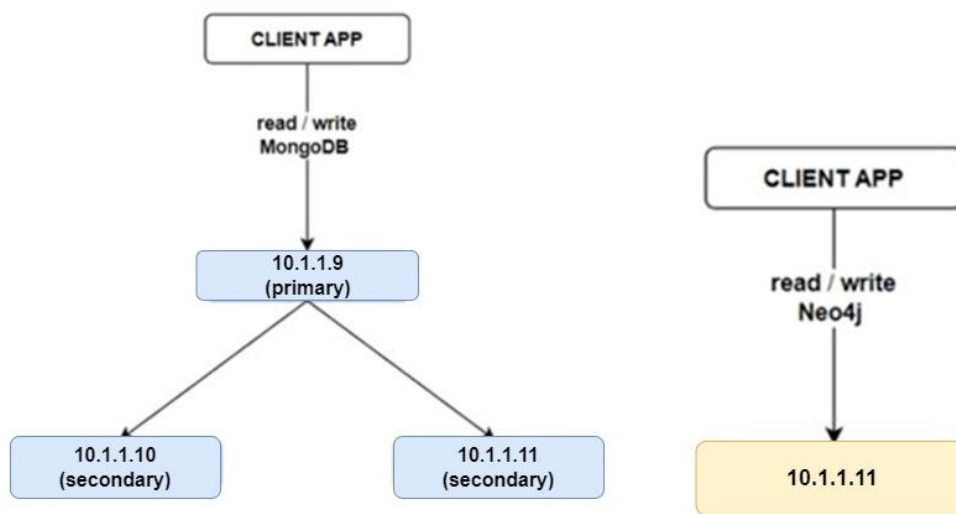 CLIENT APP
read / write
MongoDB
10.1.1.9
(primary)
10.1.1.10
(secondary)
10.1.1.11
(secondary)
CLIENT APP
read / write
Neo4j
10.1.1.11